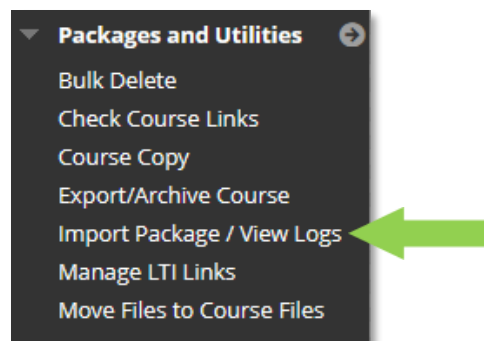 Packages and Utilities
Bulk Delete
Check Course Links
Course Copy
Export/Archive Course
Import Package / View Logs
Manage LTI Links
Move Files to Course Files